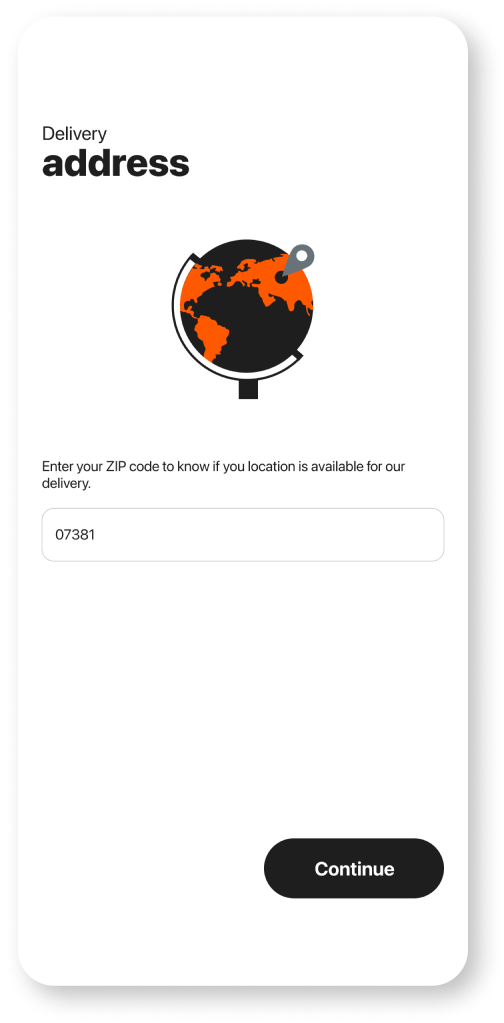 Delivery
address
Enter your ZIP code to know if you location is available for our
delivery.
07381
Continue